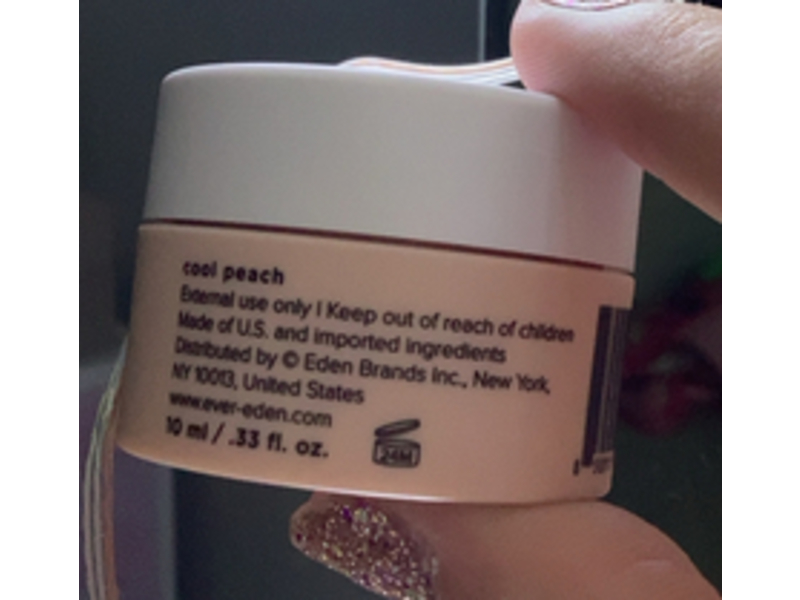 cool peach
External use only | Keep out of reach of children
Made of U.S. and imported ingredients
Distributed by © Eden Brands Inc., New York,
NY 10013, United States
www.ever-eden.com
10 ml / .33 fl. oz.
24M